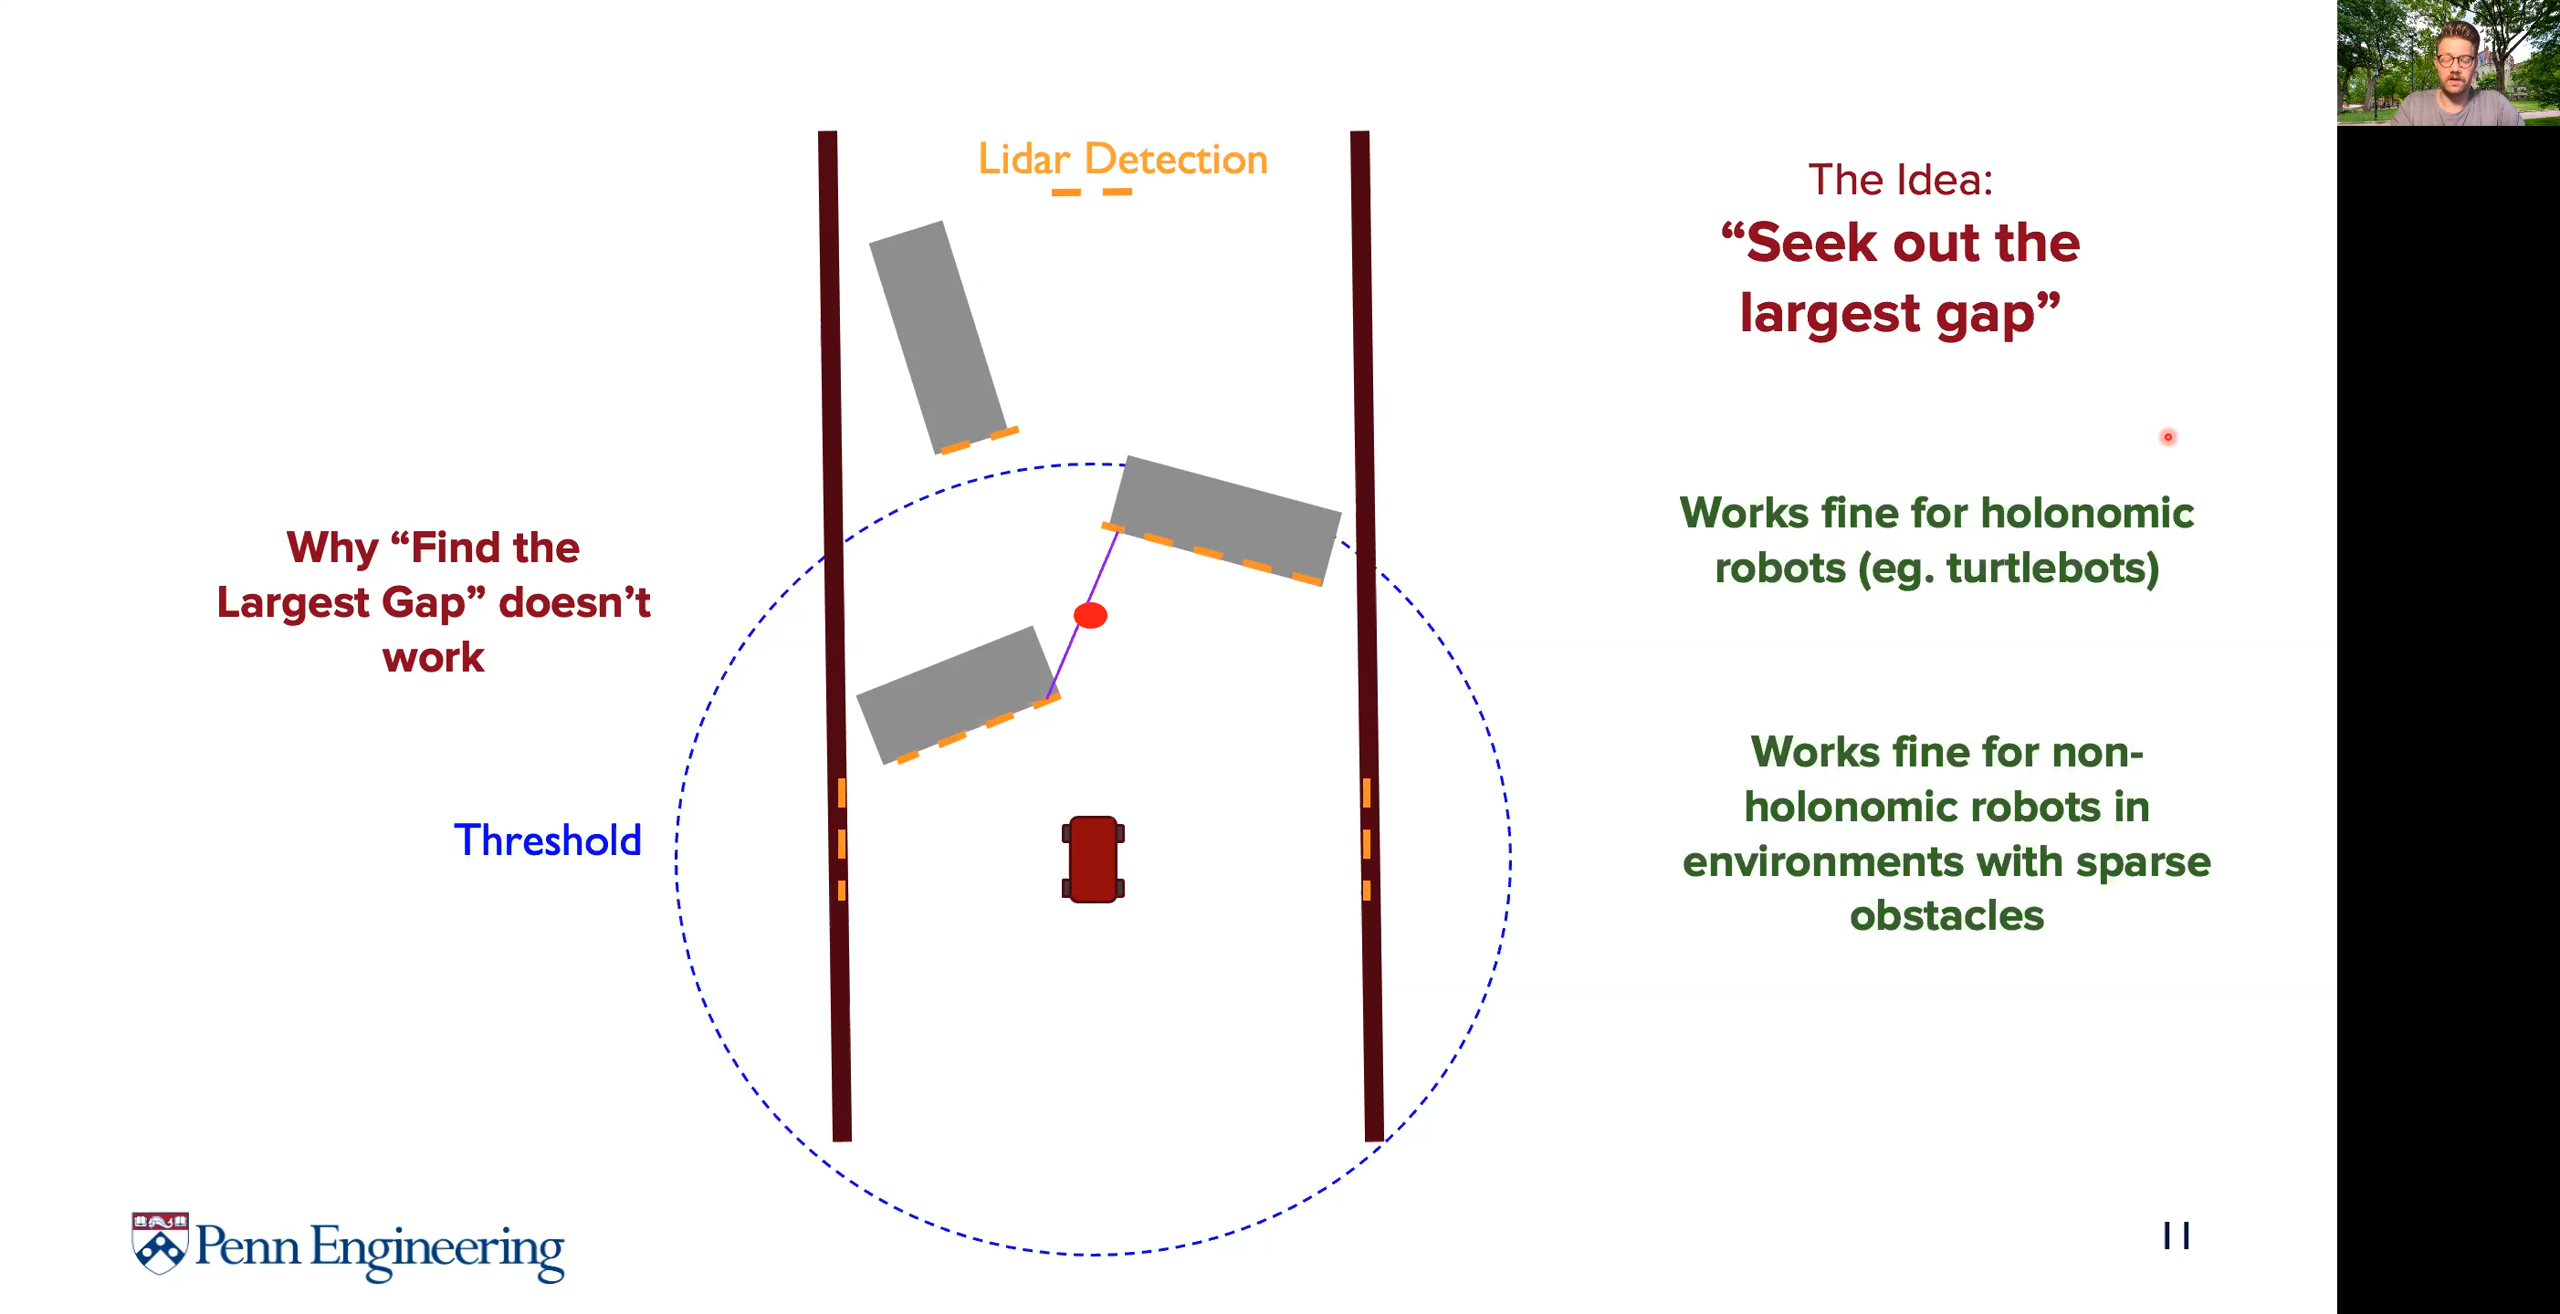 Lidar Detection
The Idea:
“Seek out the
largest gap”
Why “Find the
Largest Gap” doesn’t
work
Works fine for holonomic
robots (eg. turtlebots)
Threshold
Works fine for non-
holonomic robots in
environments with sparse
obstacles
Penn Engineering
11